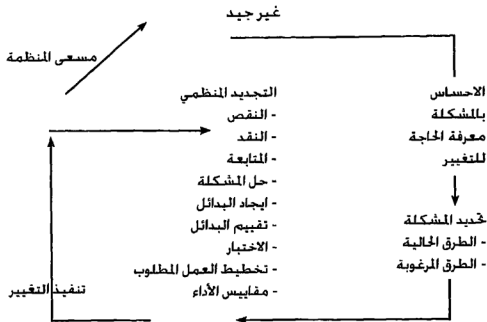 غير جيد
مسعى المنظمة
الاحساس
بالمشكلة
معرفة الحاجة
للتغيير
تحديد المشكلة
- الطرق الحالية
- الطرق المرغوبة
التجديد المنظمي
- النقص
- النقد
- المتابعة
- حل المشكلة
- ايجاد البدائل
- تقييم البدائل
- الاختبار
- تخطيط العمل المطلوب
- مقاييس الأداء
تنفيذ التغيير